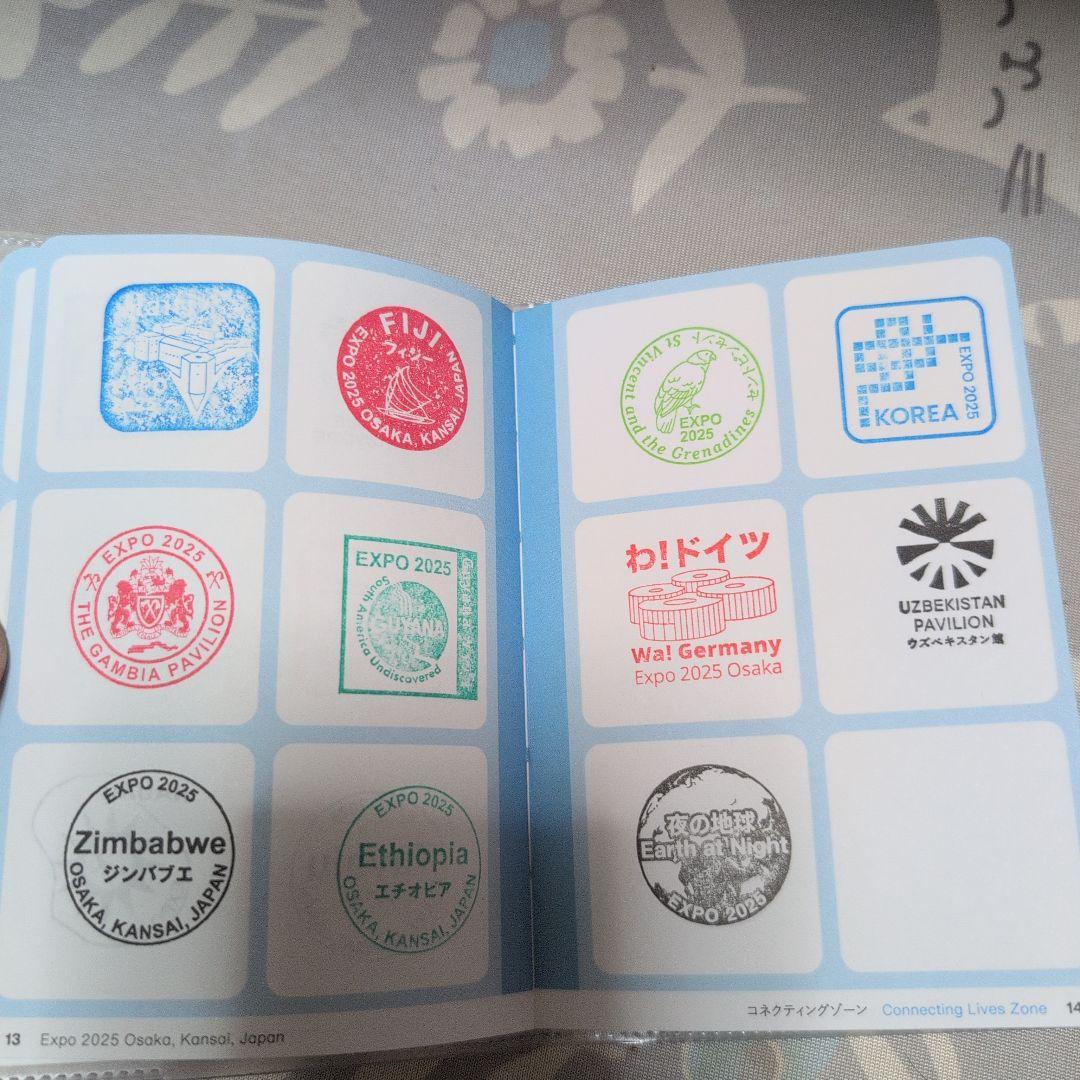 FIJI
フィジー
EXPO 2025 OSAKA, KANSAI, JAPAN
EXPO 2025
THE GAMBIA PAVILION
EXPO 2025
GUYANA
South America Undiscovered
EXPO 2025
Zimbabwe
ジンバブエ
OSAKA, KANSAI, JAPAN
EXPO 2025
Ethiopia
エチオピア
OSAKA, KANSAI, JAPAN
13 Expo 2025 Osaka, Kansai, Japan
St Vincent and the Grenadines
EXPO
2025
EXPO 2025
KOREA
わ!ドイツ
Wa! Germany
Expo 2025 Osaka
UZBEKISTAN
PAVILION
ウズベキスタン館
夜の地球
Earth at Night
EXPO 2025
コネクティングゾーン Connecting Lives Zone 14